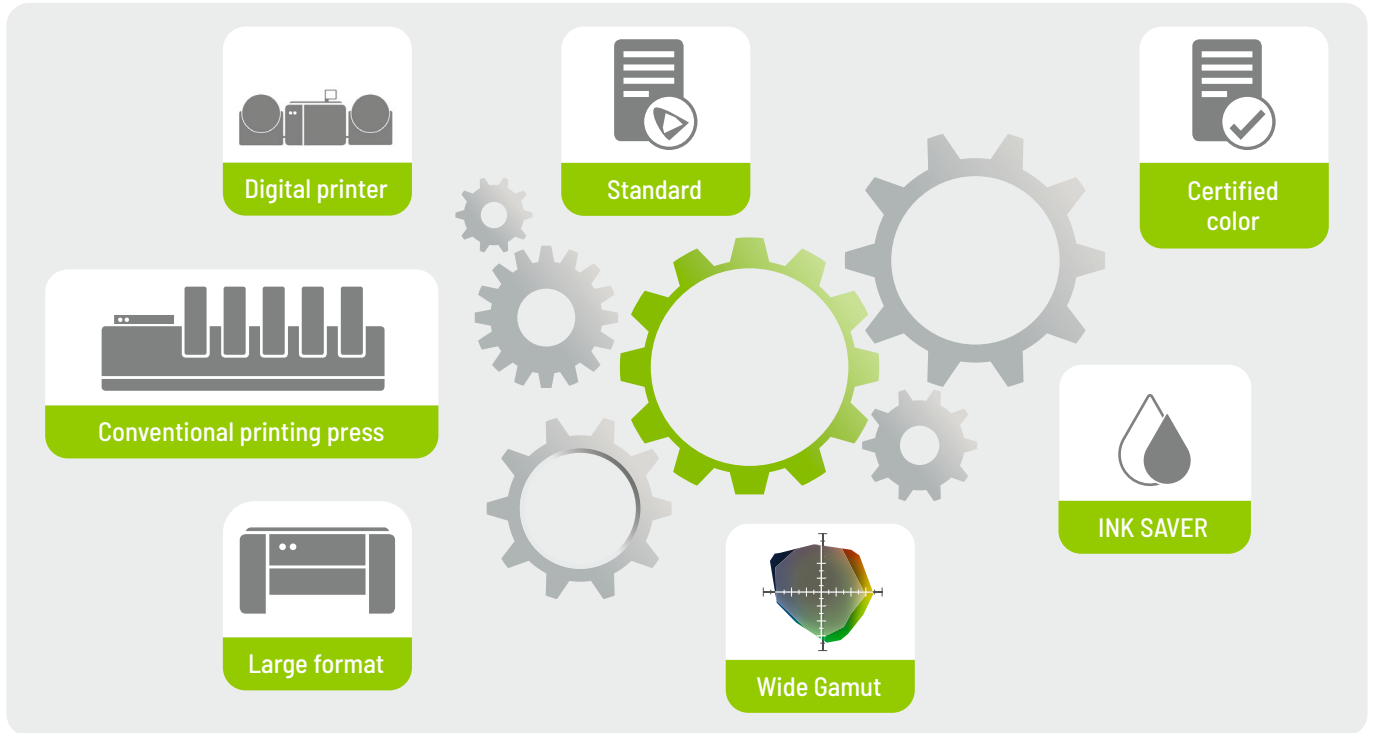 Digital printer
Standard
Certified
color
Conventional printing press
INK SAVER
Large format
Wide Gamut